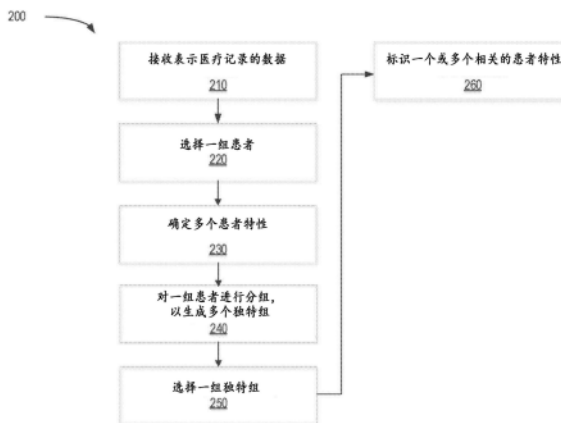 200
接收表示医疗记录的数据
210
选择一组患者
220
确定多个患者特性
230
对一组患者进行分组,
以生成多个独特组
240
选择一组独特组
250
标识一个或多个相关的患者特性
260